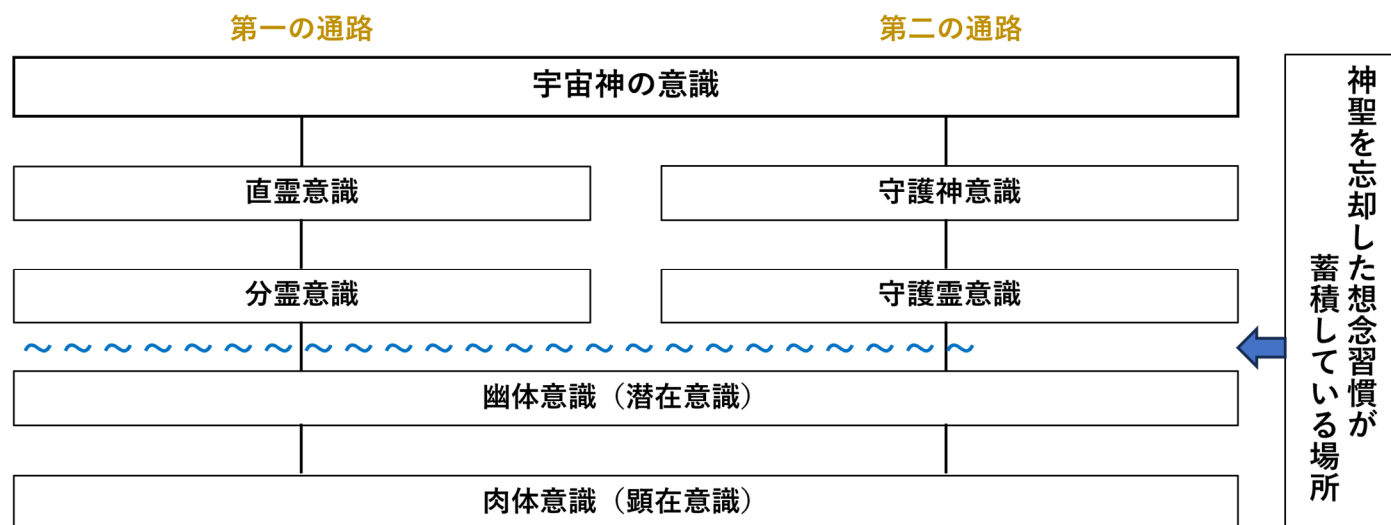 第一の通路
第二の通路
宇宙神の意識
直霊意識
守護神意識
分霊意識
守護霊意識
～～～～～～～～～～～～～～～～～～～～～～～～
幽体意識（潜在意識）
肉体意識（顕在意識）
神聖を忘却した想念習慣が
蓄積している場所